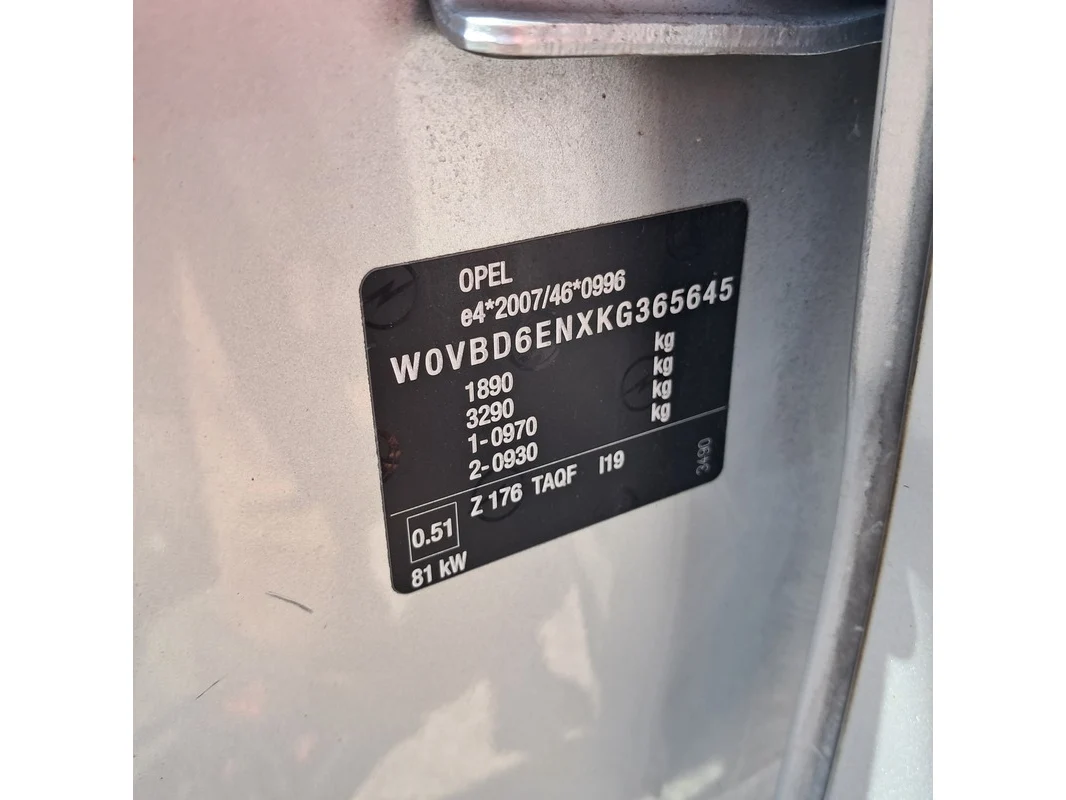 OPEL
e4*2007/46*0996
W0VBD6ENXKG365645
1890 kg
3290 kg
1-0970 kg
2-0930 kg
Z 176 TAQF I19
3490
0.51
81 kW